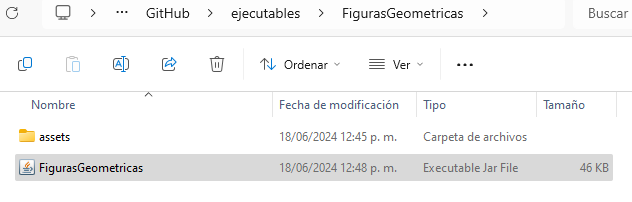 ... GitHub > ejecutables > FigurasGeometricas > Buscar
Ordenar Ver ...
Nombre Fecha de modificación Tipo Tamaño
assets 18/06/2024 12:45 p. m. Carpeta de archivos
FigurasGeometricas 18/06/2024 12:48 p. m. Executable Jar File 46 KB